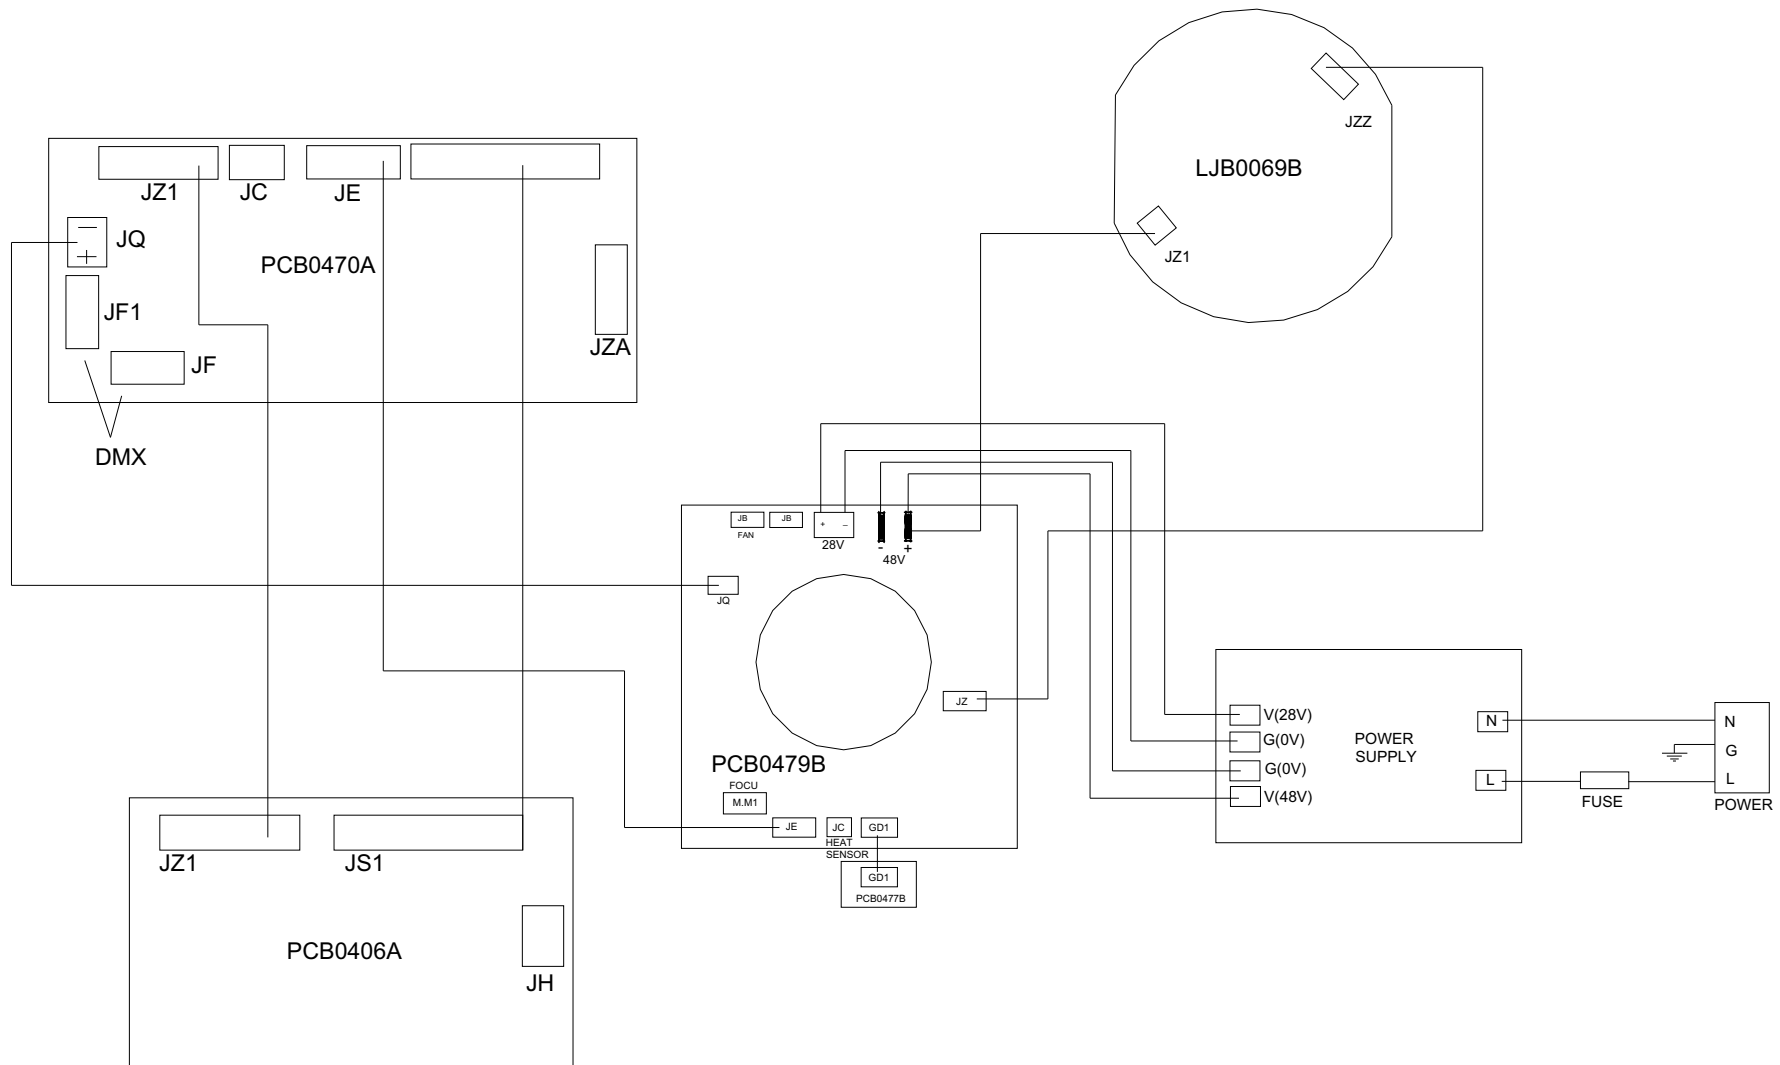 JZZ
LJB0069B
JZ1
JZ1
JC
JE
JQ
PCB0470A
JF1
JZA
JF
DMX
JB
JB
FAN
+ –
28V
- +
48V
JQ
JZ
PCB0479B
FOCU
M.M1
JE
JC
GD1
HEAT
SENSOR
GD1
PCB0477B
V(28V)
G(0V)
G(0V)
V(48V)
POWER
SUPPLY
N
L
FUSE
N
G
L
POWER
JZ1
JS1
PCB0406A
JH